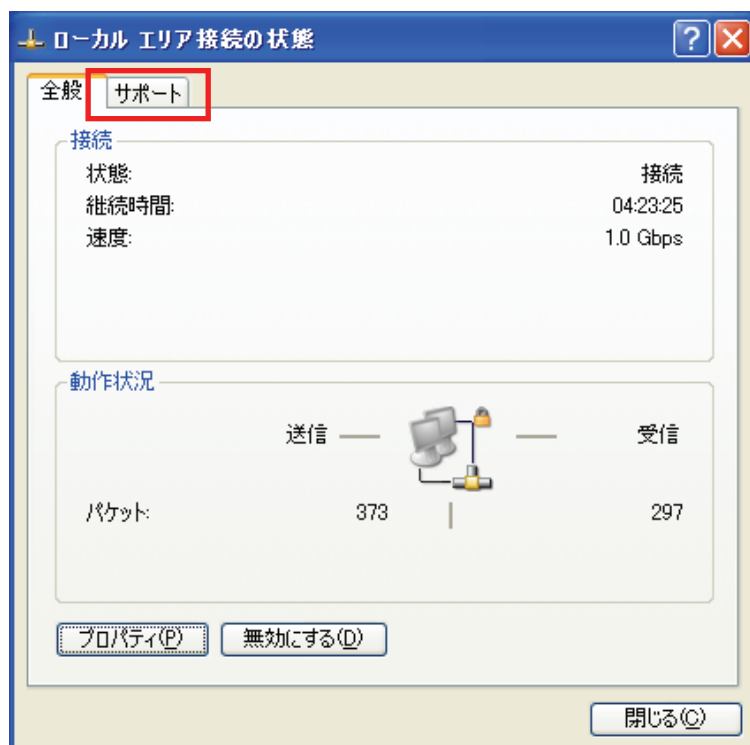 ローカル エリア接続の状態
全般 サポート
接続
状態: 接続
継続時間: 04:23:25
速度: 1.0 Gbps
動作状況
送信 受信
パケット: 373 297
プロパティ(P) 無効にする(D)
閉じる(C)